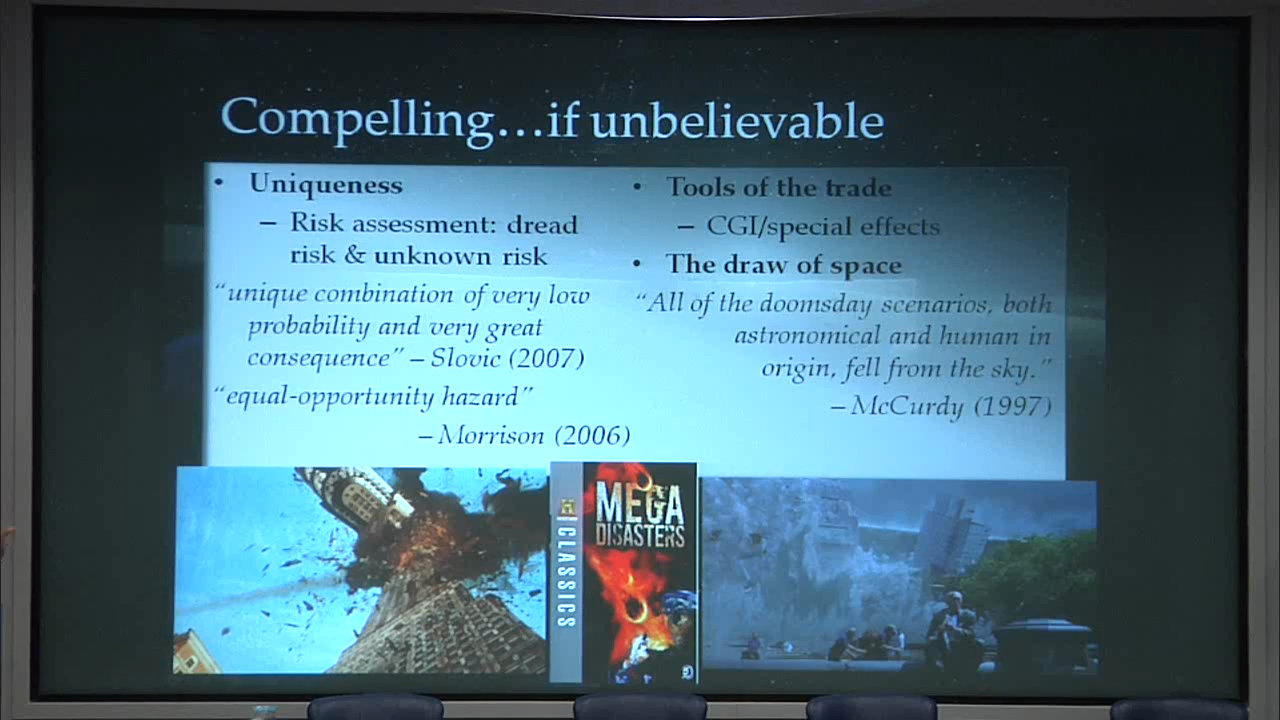 Compelling...if unbelievable
• Uniqueness
– Risk assessment: dread
risk & unknown risk
“unique combination of very low
probability and very great
consequence” – Slovic (2007)
“equal-opportunity hazard”
– Morrison (2006)
• Tools of the trade
– CGI/special effects
• The draw of space
“All of the doomsday scenarios, both
astronomical and human in
origin, fell from the sky.”
– McCurdy (1997)
H
CLASSICS
MEGA
DISASTERS